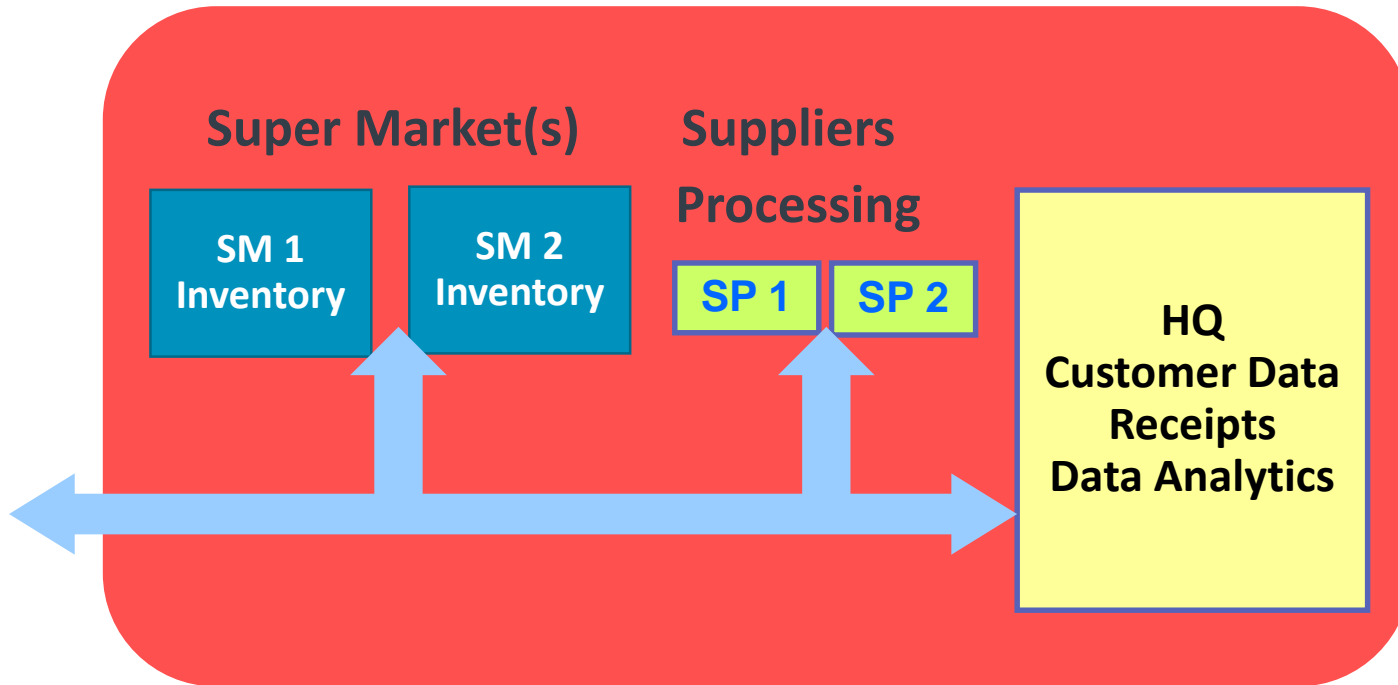 Super Market(s)
Suppliers
Processing
SM 1
Inventory
SM 2
Inventory
SP 1
SP 2
HQ
Customer Data
Receipts
Data Analytics